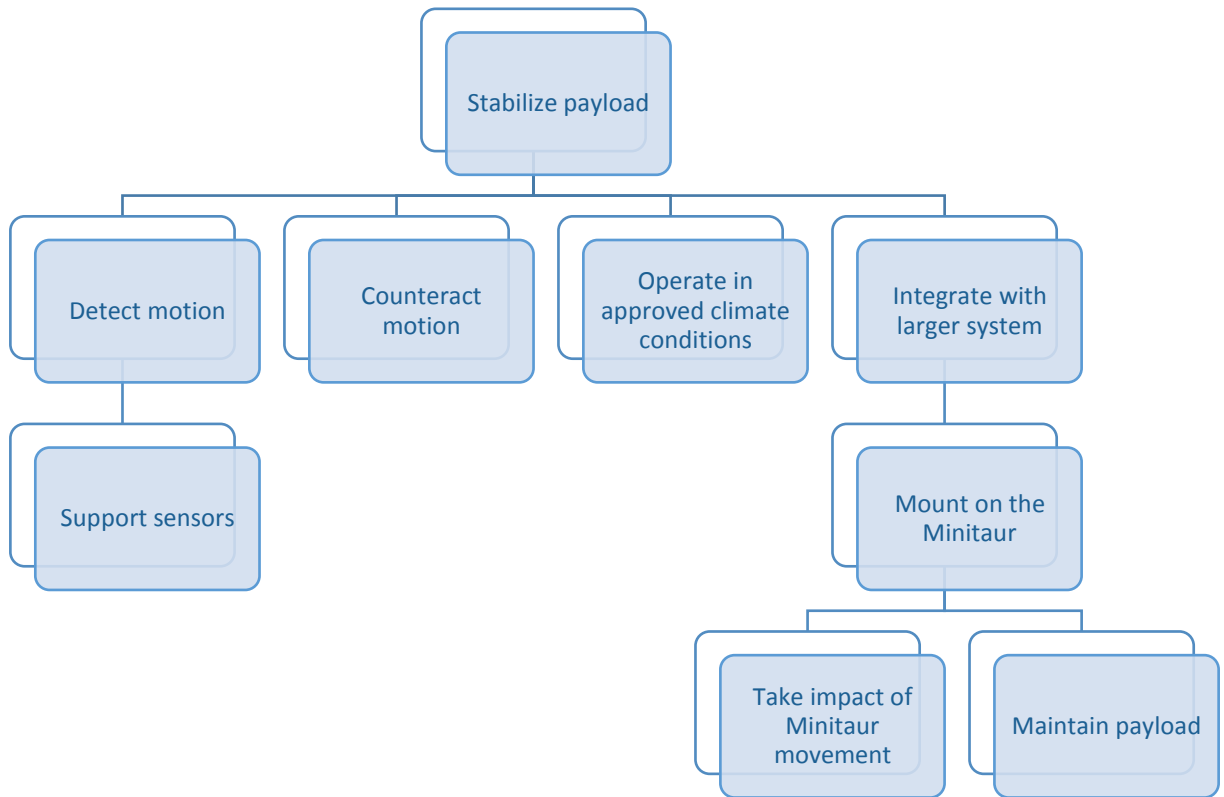 Stabilize payload
Detect motion
Counteract
motion
Operate in
approved climate
conditions
Integrate with
larger system
Support sensors
Mount on the
Minitaur
Take impact of
Minitaur
movement
Maintain payload